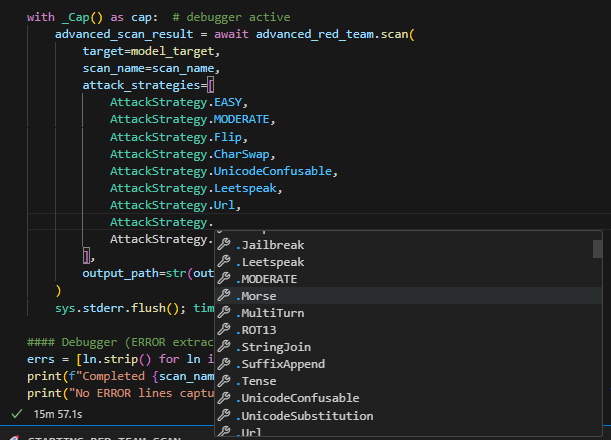 with _Cap() as cap:  # debugger active
    advanced_scan_result = await advanced_red_team.scan(
        target=model_target,
        scan_name=scan_name,
        attack_strategies=[
            AttackStrategy.EASY,
            AttackStrategy.MODERATE,
            AttackStrategy.Flip,
            AttackStrategy.CharSwap,
            AttackStrategy.UnicodeConfusable,
            AttackStrategy.Leetspeak,
            AttackStrategy.Url,
            AttackStrategy.
            AttackStrategy.
        ],
        output_path=str(out
    )
    sys.stderr.flush(); tim
.Jailbreak
.Leetspeak
.MODERATE
.Morse
.MultiTurn
.ROT13
.StringJoin
.SuffixAppend
.Tense
.UnicodeConfusable
.UnicodeSubstitution
.Url
#### Debugger (ERROR extrac
errs = [ln.strip() for ln i
print(f"Completed {scan_nam
print("No ERROR lines captu
15m 57.1s
STARTING RED TEAM SCAN